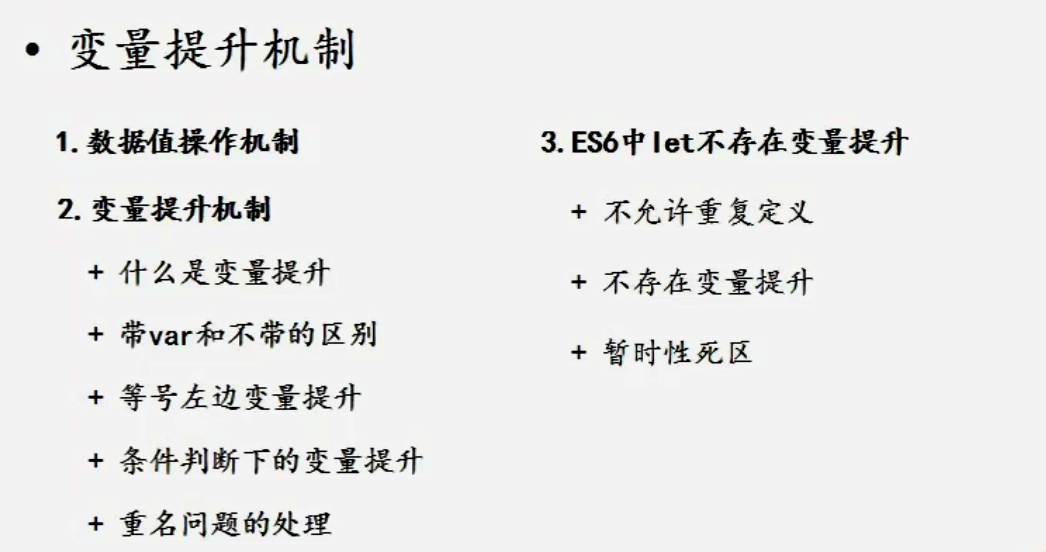 • 变量提升机制
1.数据值操作机制
2.变量提升机制
+ 什么是变量提升
+ 带var和不带的区别
+ 等号左边变量提升
+ 条件判断下的变量提升
+ 重名问题的处理
3.ES6中let不存在变量提升
+ 不允许重复定义
+ 不存在变量提升
+ 暂时性死区